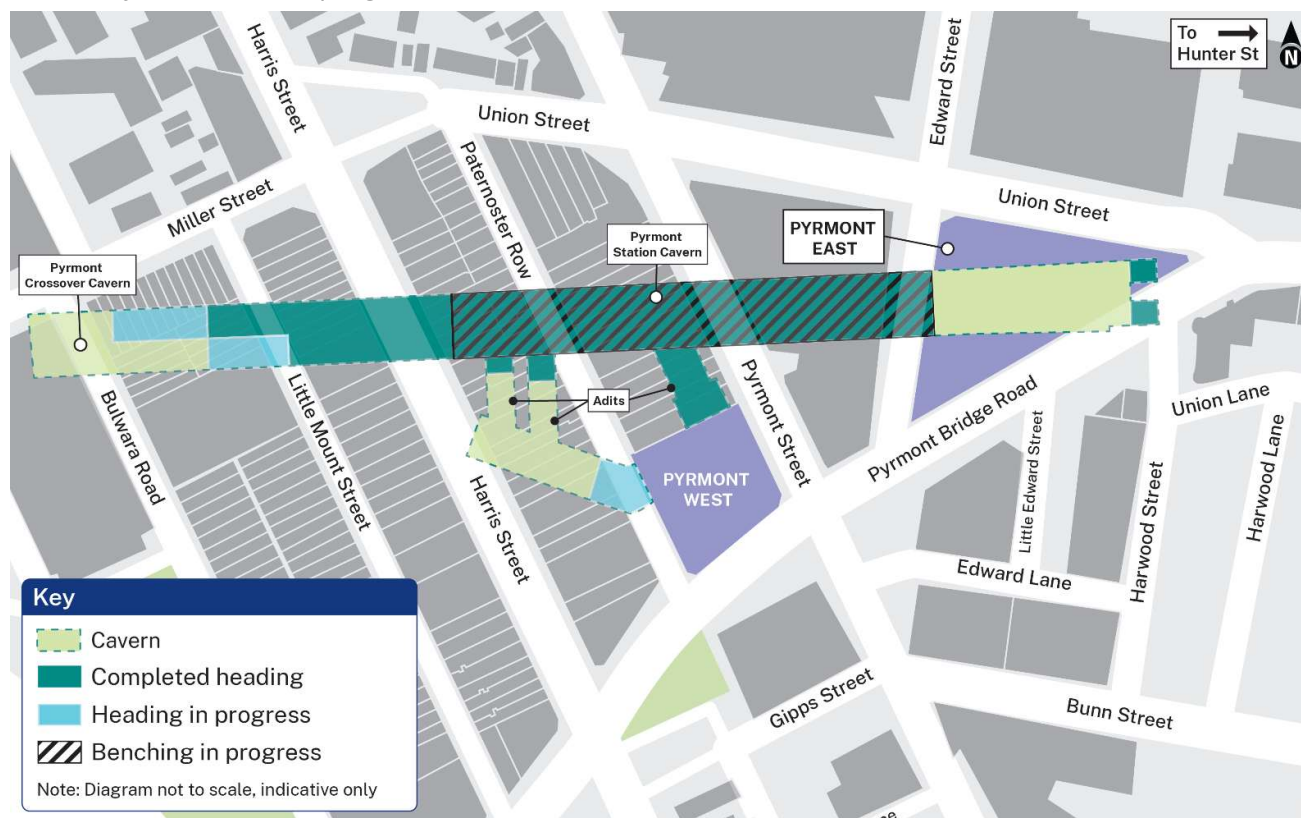 To
Hunter St
N
Harris Street
Union Street
Edward Street
Paternoster Row
Miller Street
Pyrmont
Station Cavern
PYRMONT
EAST
Union Street
Pyrmont
Crossover Cavern
Bulwara Road
Little Mount Street
Harris Street
Adits
Pyrmont Street
Pyrmont Bridge Road
PYRMONT
WEST
Little Edward Street
Union Lane
Harwood Street
Harwood Lane
Edward Lane
Gipps Street
Bunn Street
Key
Cavern
Completed heading
Heading in progress
Benching in progress
Note: Diagram not to scale, indicative only